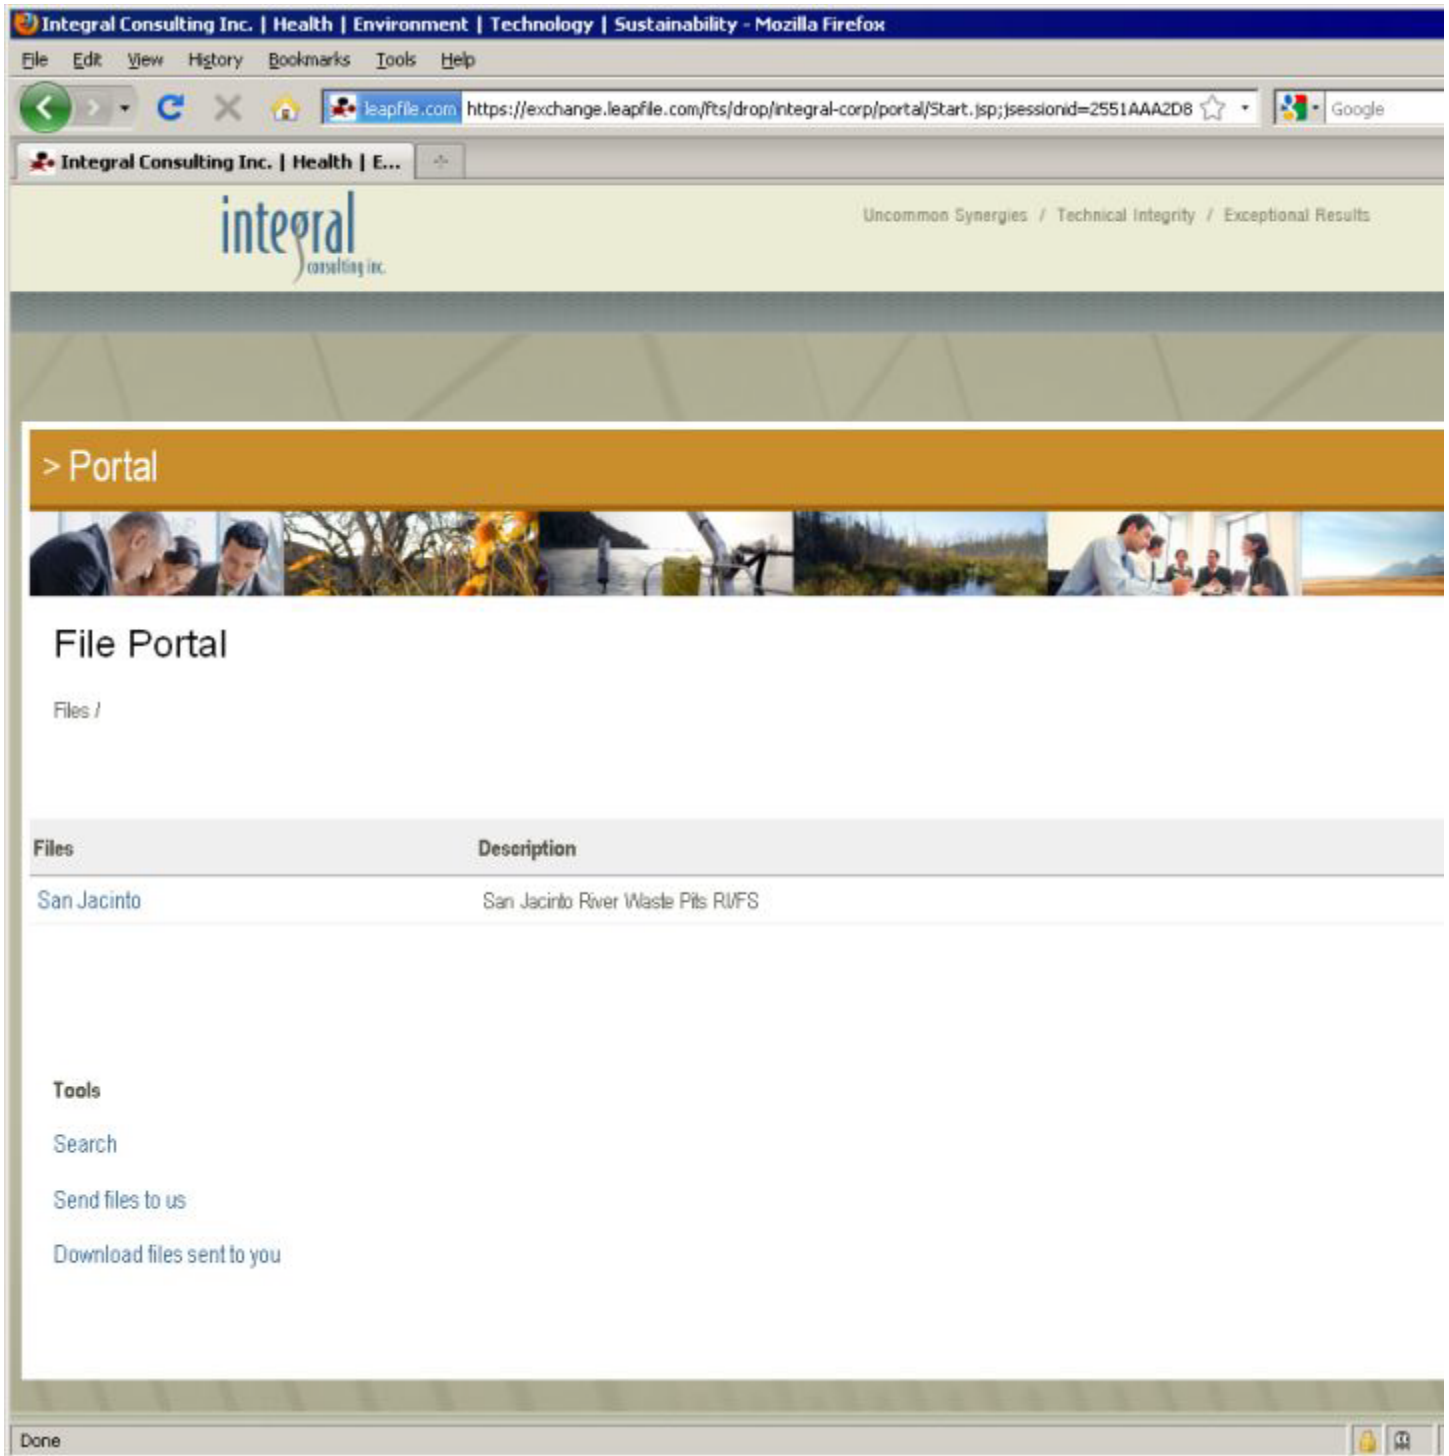 Integral Consulting Inc. | Health | Environment | Technology | Sustainability - Mozilla Firefox
File Edit View History Bookmarks Tools Help
leapfile.com https://exchange.leapfile.com/fts/drop/integral-corp/portal/Start.jsp;jsessionid=2551AAA2D8 Google
Integral Consulting Inc. | Health | E...
integral
consulting inc.
Uncommon Synergies / Technical Integrity / Exceptional Results
> Portal
File Portal
Files /
Files Description
San Jacinto San Jacinto River Waste Pits RI/FS
Tools
Search
Send files to us
Download files sent to you
Done